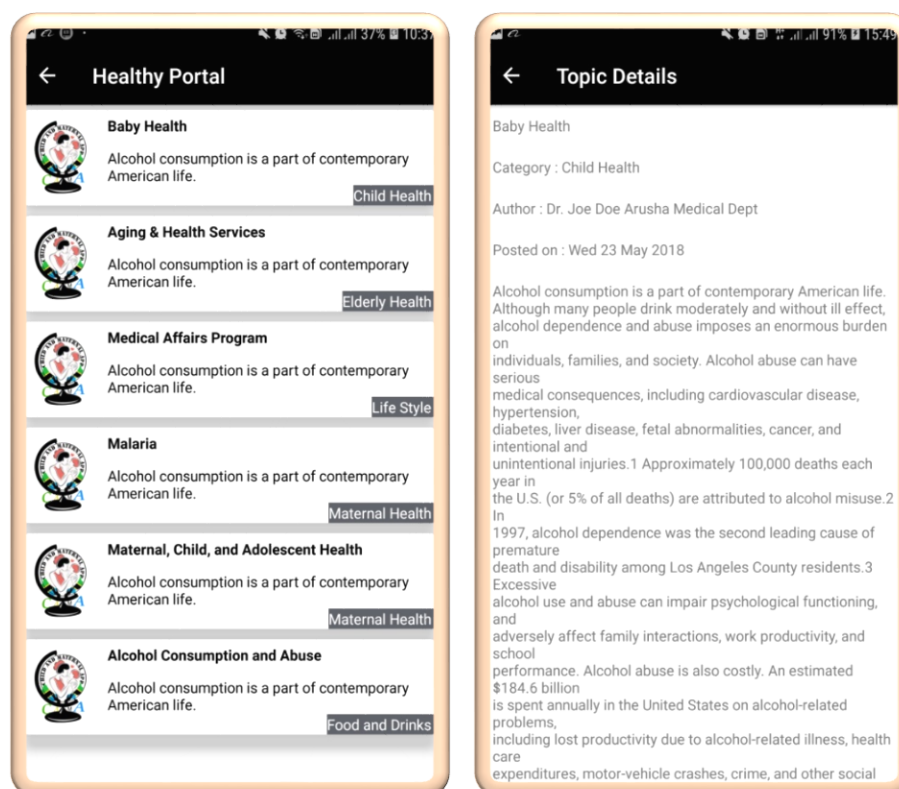 37% 10:37
Healthy Portal
Baby Health
Alcohol consumption is a part of contemporary
American life.
Child Health
Aging & Health Services
Alcohol consumption is a part of contemporary
American life.
Elderly Health
Medical Affairs Program
Alcohol consumption is a part of contemporary
American life.
Life Style
Malaria
Alcohol consumption is a part of contemporary
American life.
Maternal Health
Maternal, Child, and Adolescent Health
Alcohol consumption is a part of contemporary
American life.
Maternal Health
Alcohol Consumption and Abuse
Alcohol consumption is a part of contemporary
American life.
Food and Drinks
91% 15:49
Topic Details
Baby Health
Category : Child Health
Author : Dr. Joe Doe Arusha Medical Dept
Posted on : Wed 23 May 2018
Alcohol consumption is a part of contemporary American life.
Although many people drink moderately and without ill effect,
alcohol dependence and abuse imposes an enormous burden
on
individuals, families, and society. Alcohol abuse can have
serious
medical consequences, including cardiovascular disease,
hypertension,
diabetes, liver disease, fetal abnormalities, cancer, and
intentional and
unintentional injuries.1 Approximately 100,000 deaths each
year in
the U.S. (or 5% of all deaths) are attributed to alcohol misuse.2
In
1997, alcohol dependence was the second leading cause of
premature
death and disability among Los Angeles County residents.3
Excessive
alcohol use and abuse can impair psychological functioning,
and
adversely affect family interactions, work productivity, and
school
performance. Alcohol abuse is also costly. An estimated
$184.6 billion
is spent annually in the United States on alcohol-related
problems,
including lost productivity due to alcohol-related illness, health
care
expenditures, motor-vehicle crashes, crime, and other social